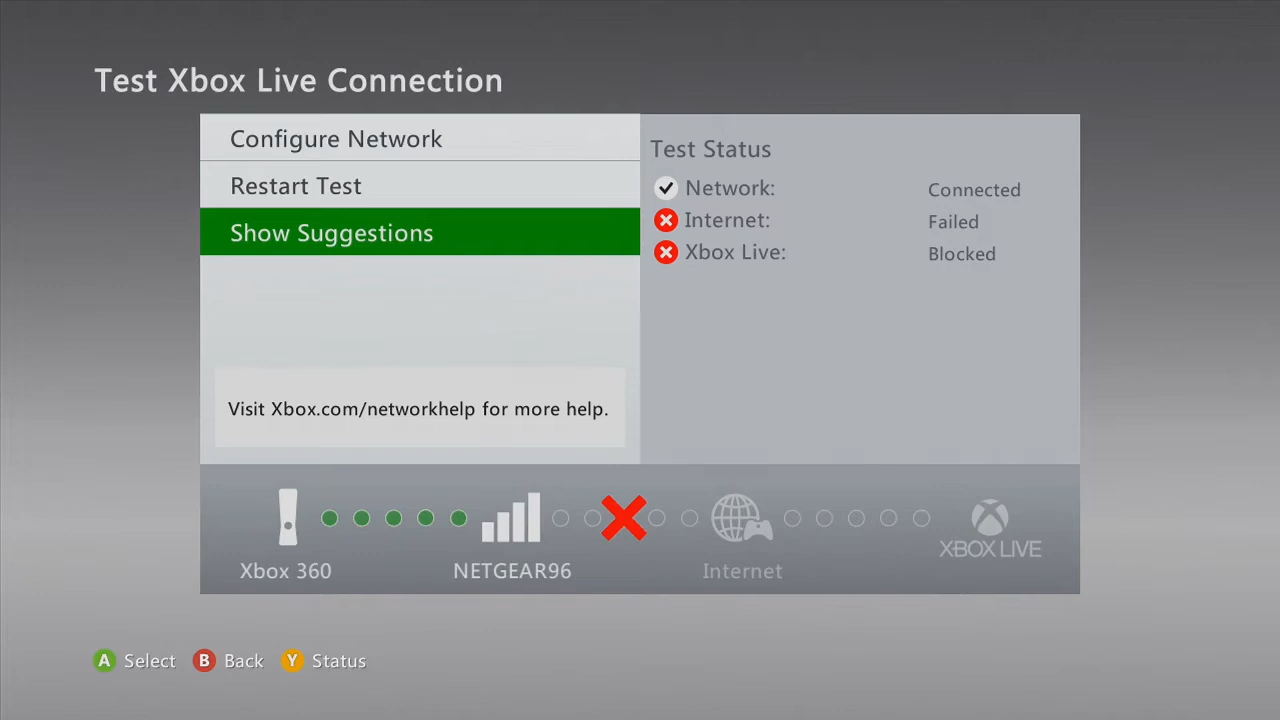 Test Xbox Live Connection
Configure Network
Restart Test
Show Suggestions
Visit Xbox.com/networkhelp for more help.
Test Status
Network: Connected
Internet: Failed
Xbox Live: Blocked
XBOX LIVE
Xbox 360 NETGEAR96 Internet
A Select B Back Y Status